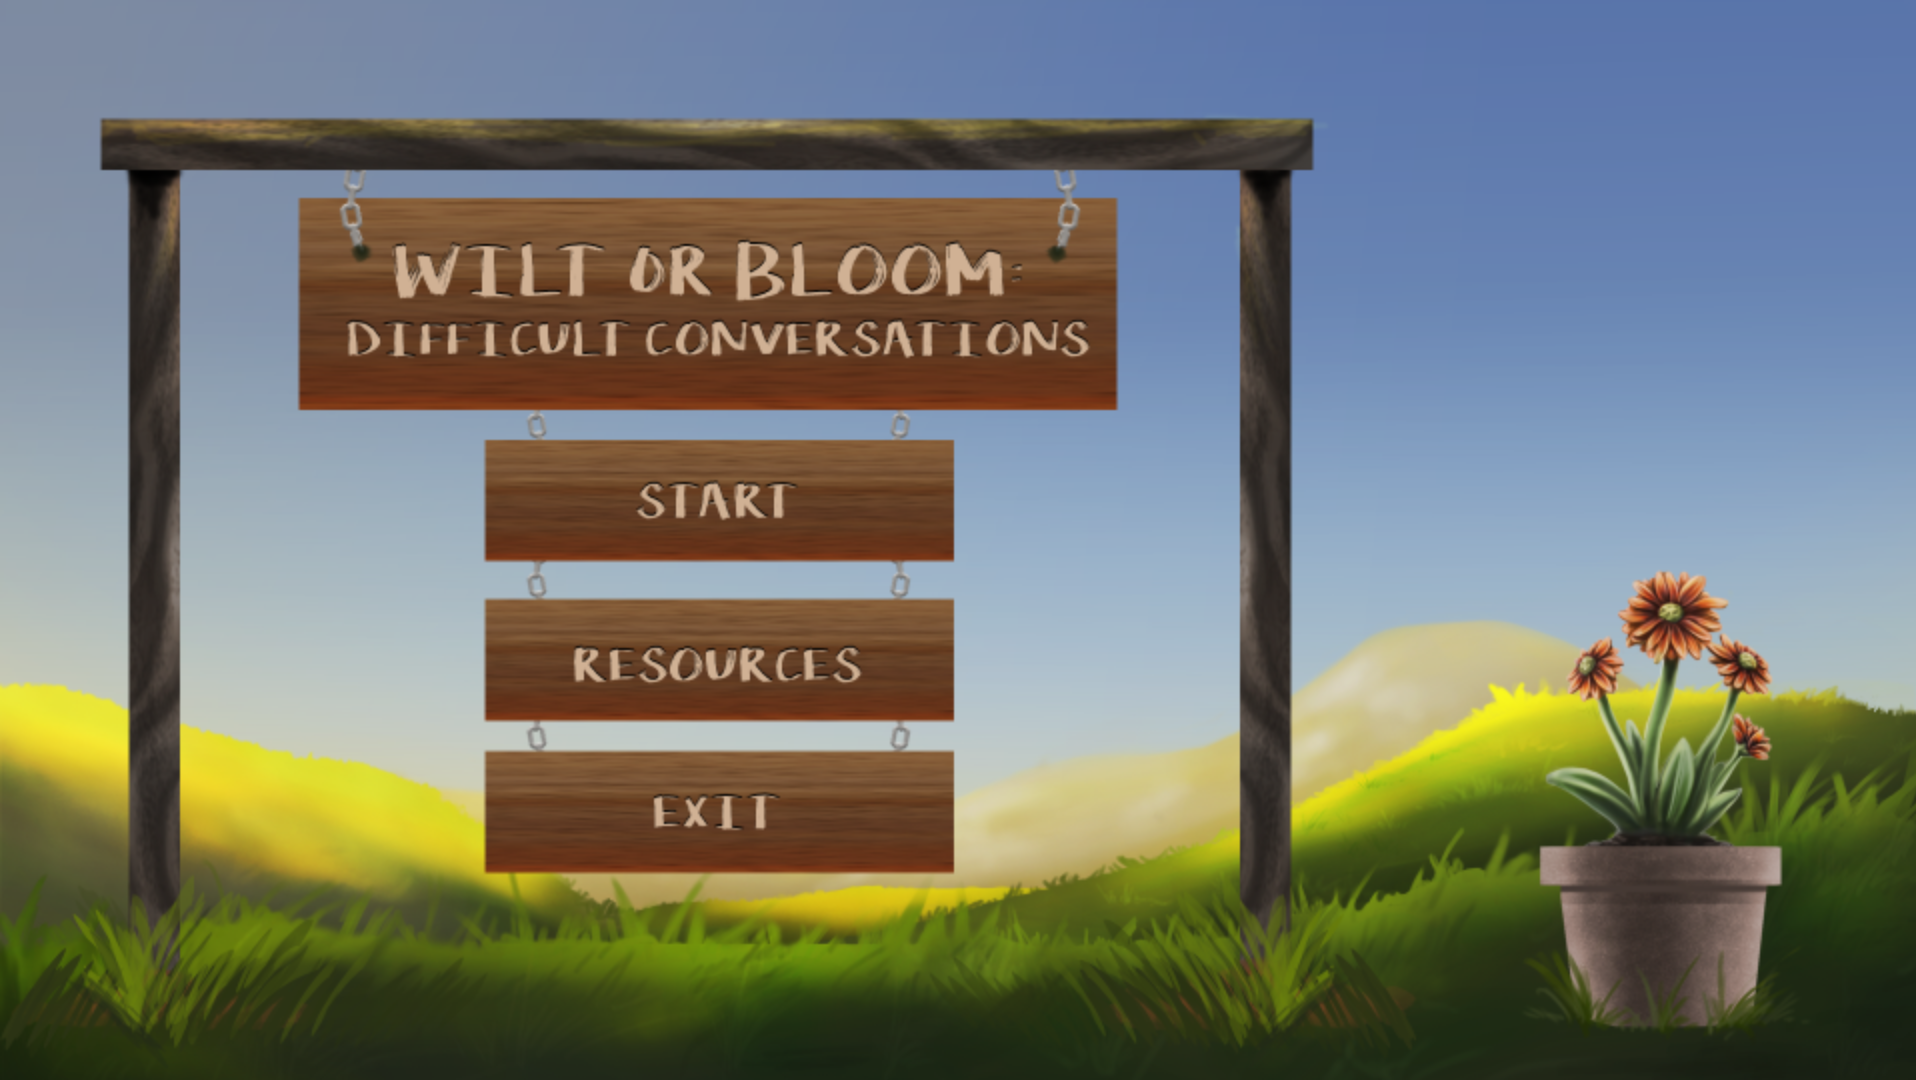 WILT OR BLOOM:
DIFFICULT CONVERSATIONS
START
RESOURCES
EXIT